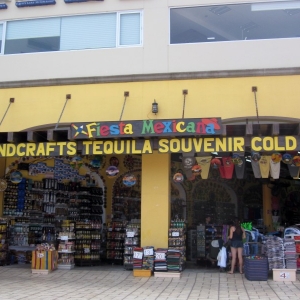 Fiesta Mexicana
NDCRAFTS TEQUILA SOUVENIR COLD